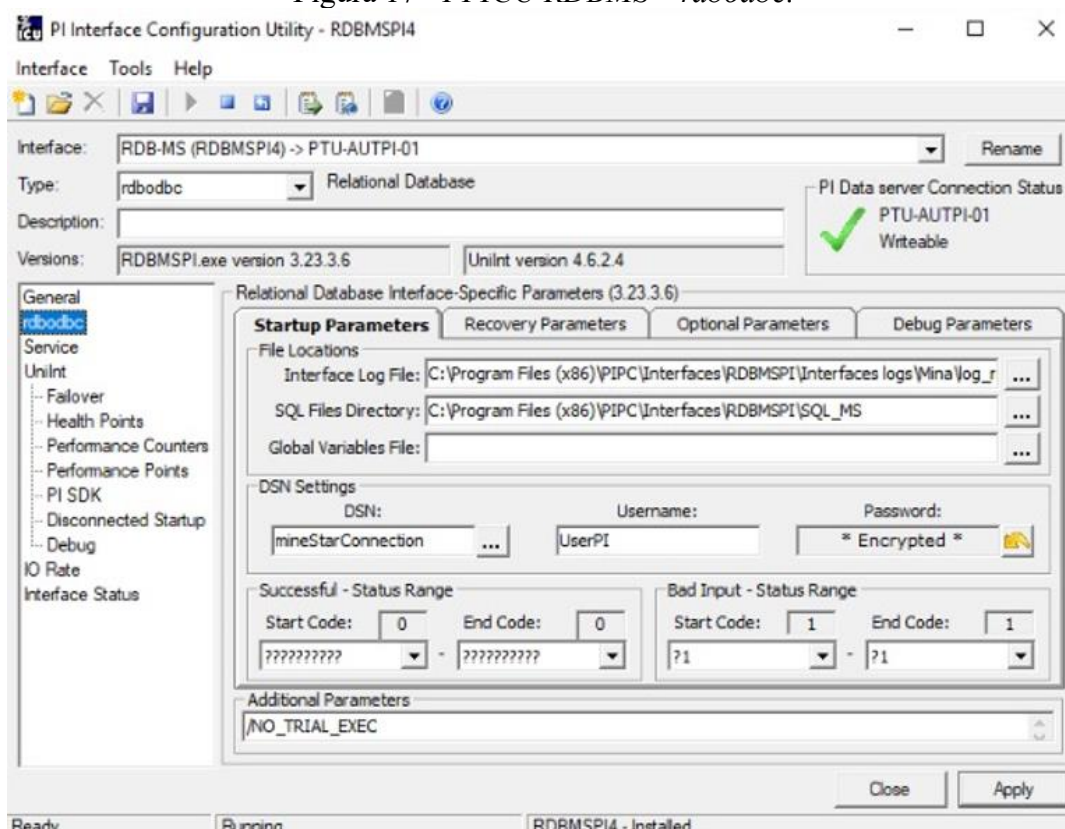 Figura 17 - PI ICU RDBMS - rdbodbc.
PI Interface Configuration Utility - RDBMSPI4
Interface Tools Help
Interface: RDB-MS (RDBMSPI4) -> PTU-AUTPI-01 Rename
Type: rdbodbc Relational Database
PI Data server Connection Status
PTU-AUTPI-01
Writeable
Description:
Versions: RDBMSPI.exe version 3.23.3.6 UniInt version 4.6.2.4
General
rdbodbc
Service
UniInt
Failover
Health Points
Performance Counters
Performance Points
PI SDK
Disconnected Startup
Debug
IO Rate
Interface Status
Relational Database Interface-Specific Parameters (3.23.3.6)
Startup Parameters Recovery Parameters Optional Parameters Debug Parameters
File Locations
Interface Log File: C:\Program Files (x86)\PIPC\Interfaces\RDBMSPI\Interfaces logs\Mina\log_r ...
SQL Files Directory: C:\Program Files (x86)\PIPC\Interfaces\RDBMSPI\SQL_MS ...
Global Variables File: ...
DSN Settings
DSN: Username: Password:
mineStarConnection ... UserPI * Encrypted *
Successful - Status Range Bad Input - Status Range
Start Code: 0 End Code: 0 Start Code: 1 End Code: 1
?????????? - ?????????? ?1 - ?1
Additional Parameters
/NO_TRIAL_EXEC
Close Apply
Ready Running RDBMSPI4 - Installed